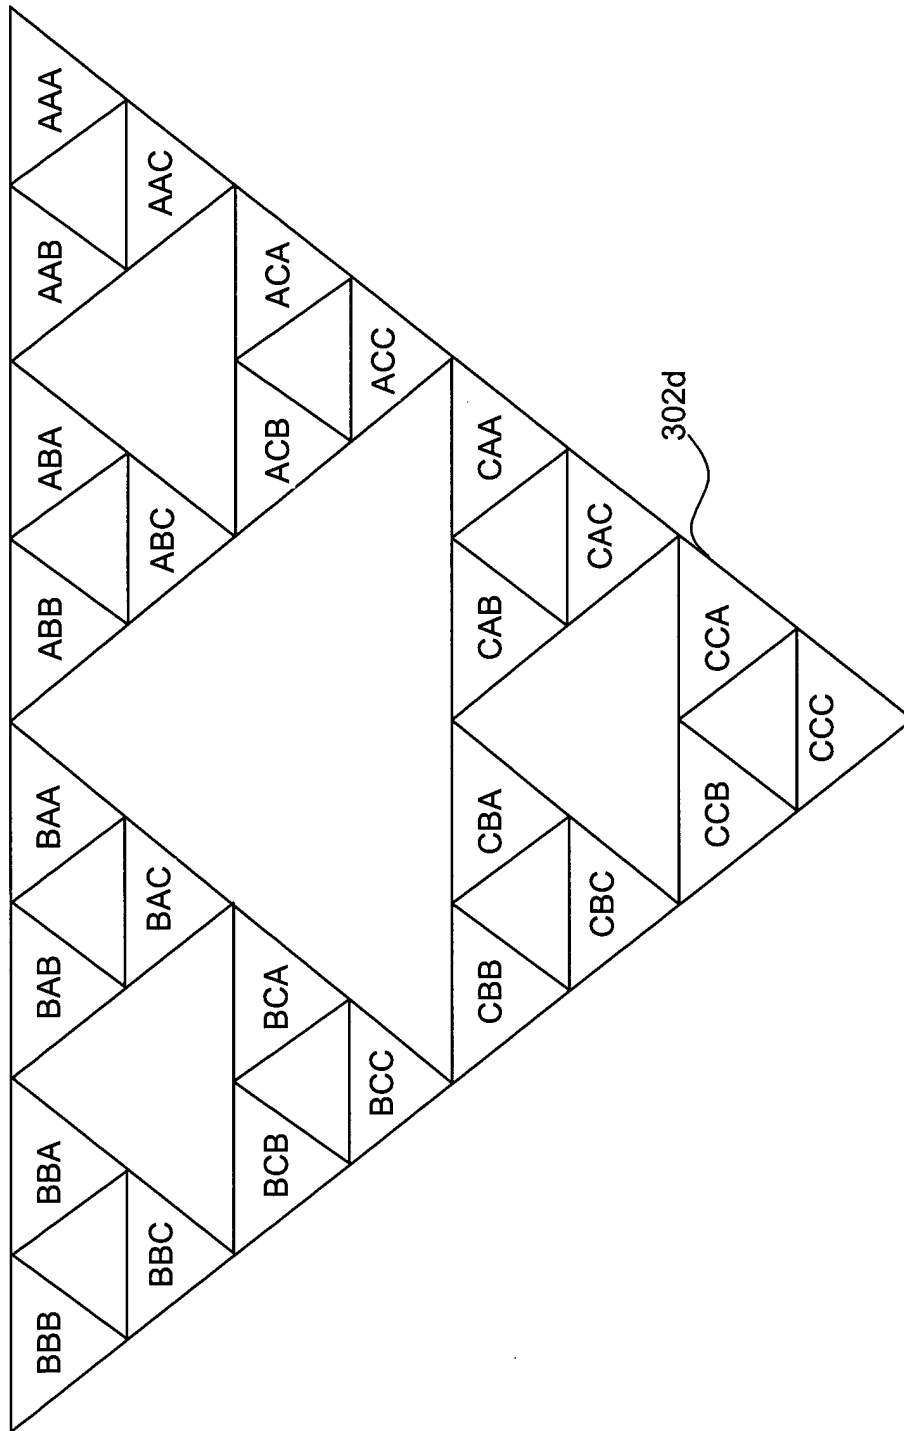 BBB BBA BAB BAA ABB ABA AAB AAA
BBC BAC ABC AAC
BCB BCA ACB ACA
BCC ACC
CBB CBA CAB CAA
CBC CAC
302d
CCB CCA
CCC